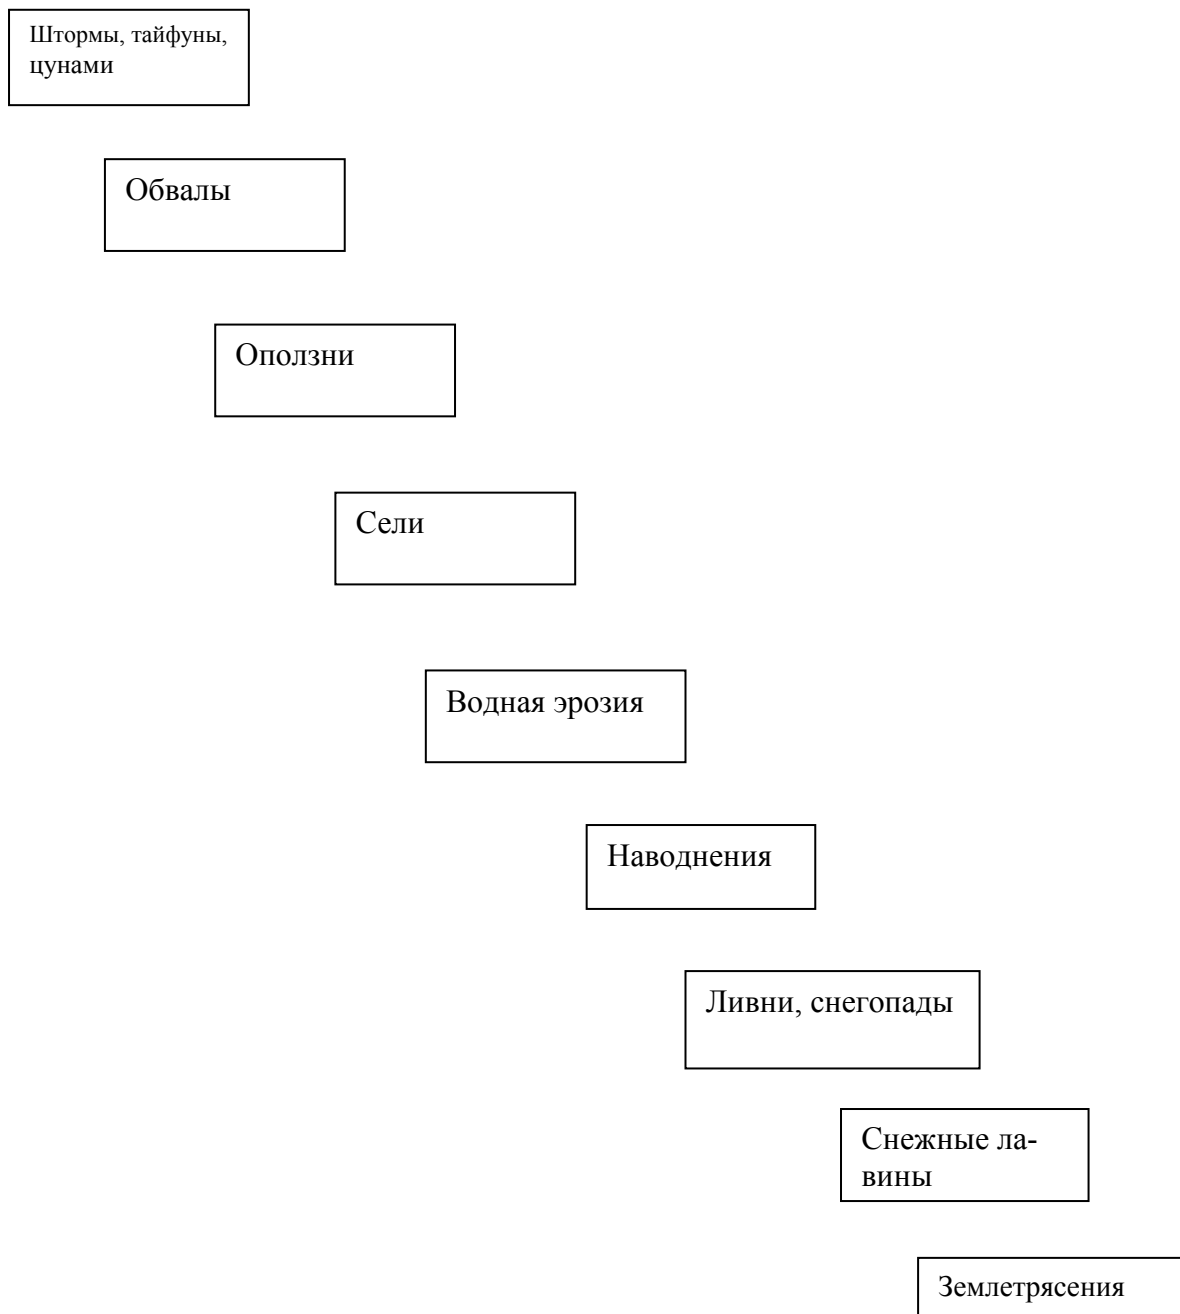 Штормы, тайфуны,
цунами
Обвалы
Оползни
Сели
Водная эрозия
Наводнения
Ливни, снегопады
Снежные ла-
вины
Землетрясения